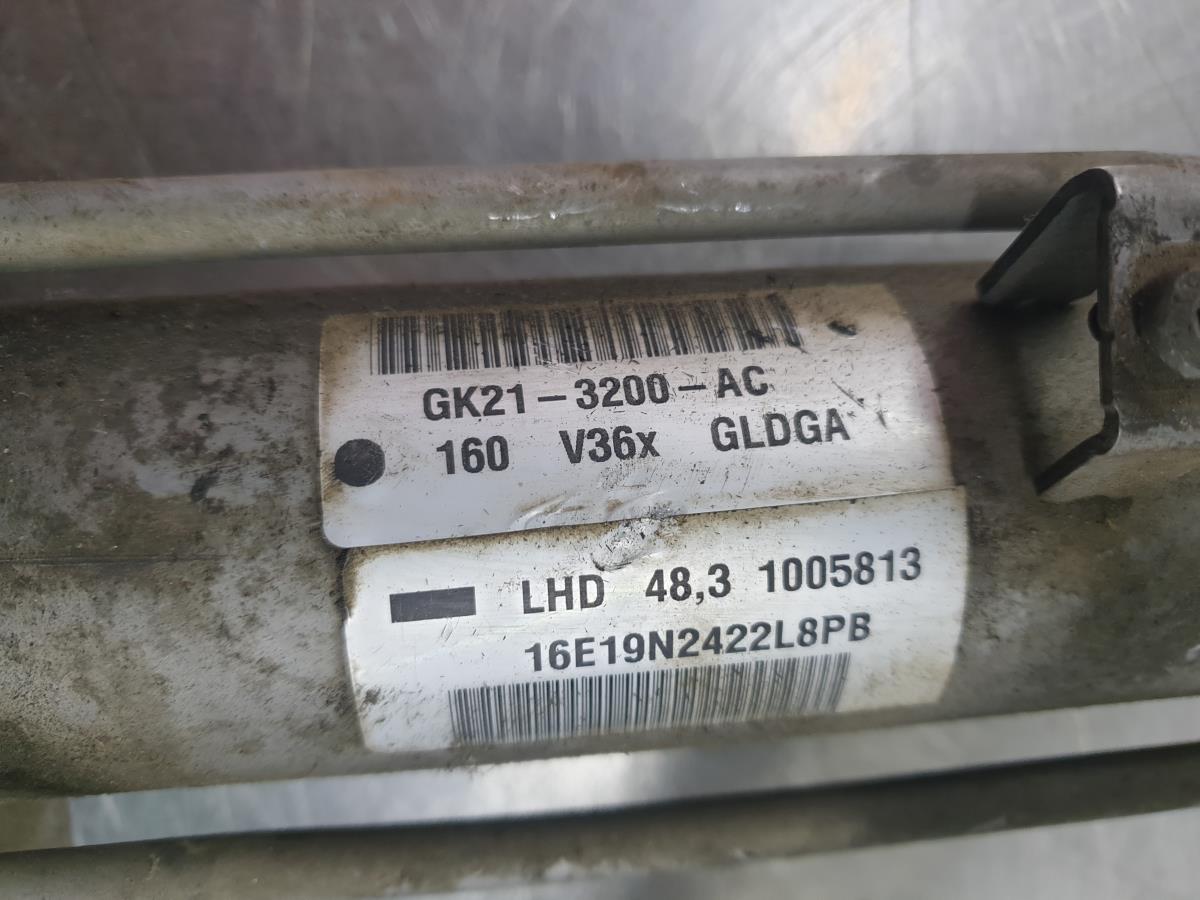 GK21-3200-AC
160 V36x GLDGA
LHD 48,3 1005813
16E19N2422L8PB